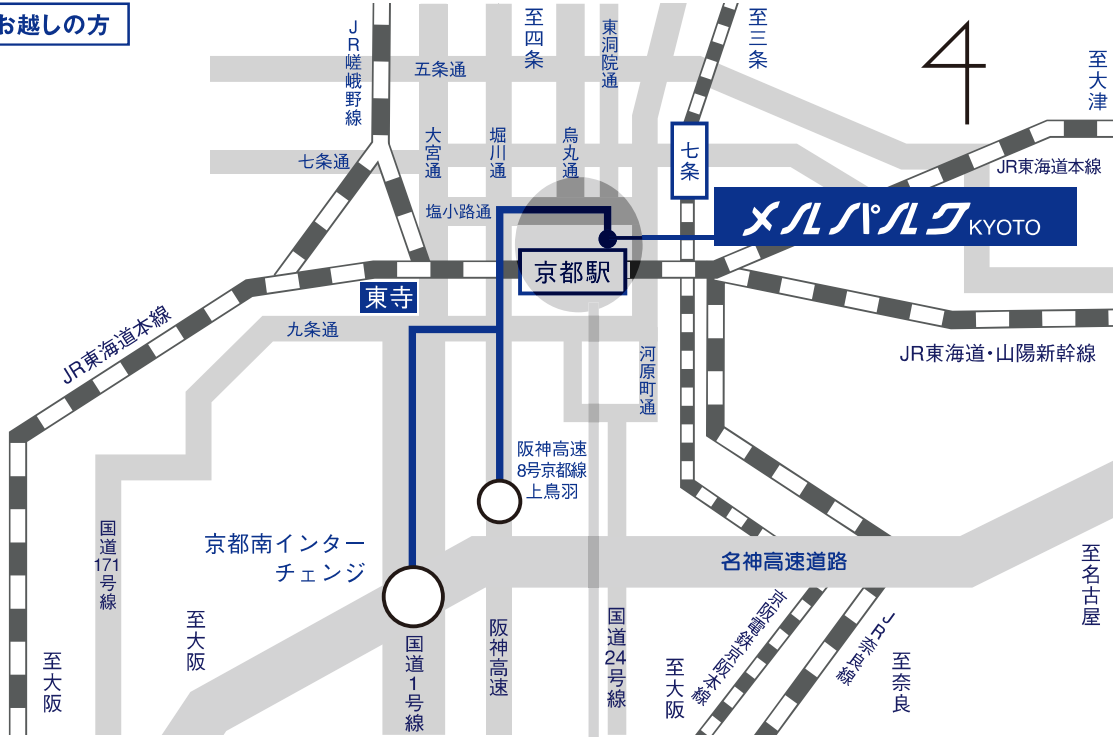 お越しの方
JR嵯峨野線
至四条
東洞院通
至三条
至大津
五条通
大宮通
堀川通
烏丸通
七条
七条通
JR東海道本線
塩小路通
メルパルクKYOTO
京都駅
東寺
九条通
JR東海道本線
河原町通
JR東海道・山陽新幹線
阪神高速
8号京都線
上鳥羽
国道171号線
京都南インター
チェンジ
名神高速道路
至名古屋
至大阪
至大阪
国道1号線
阪神高速
国道24号線
至大阪
京阪電鉄京阪本線
JR奈良線
至奈良